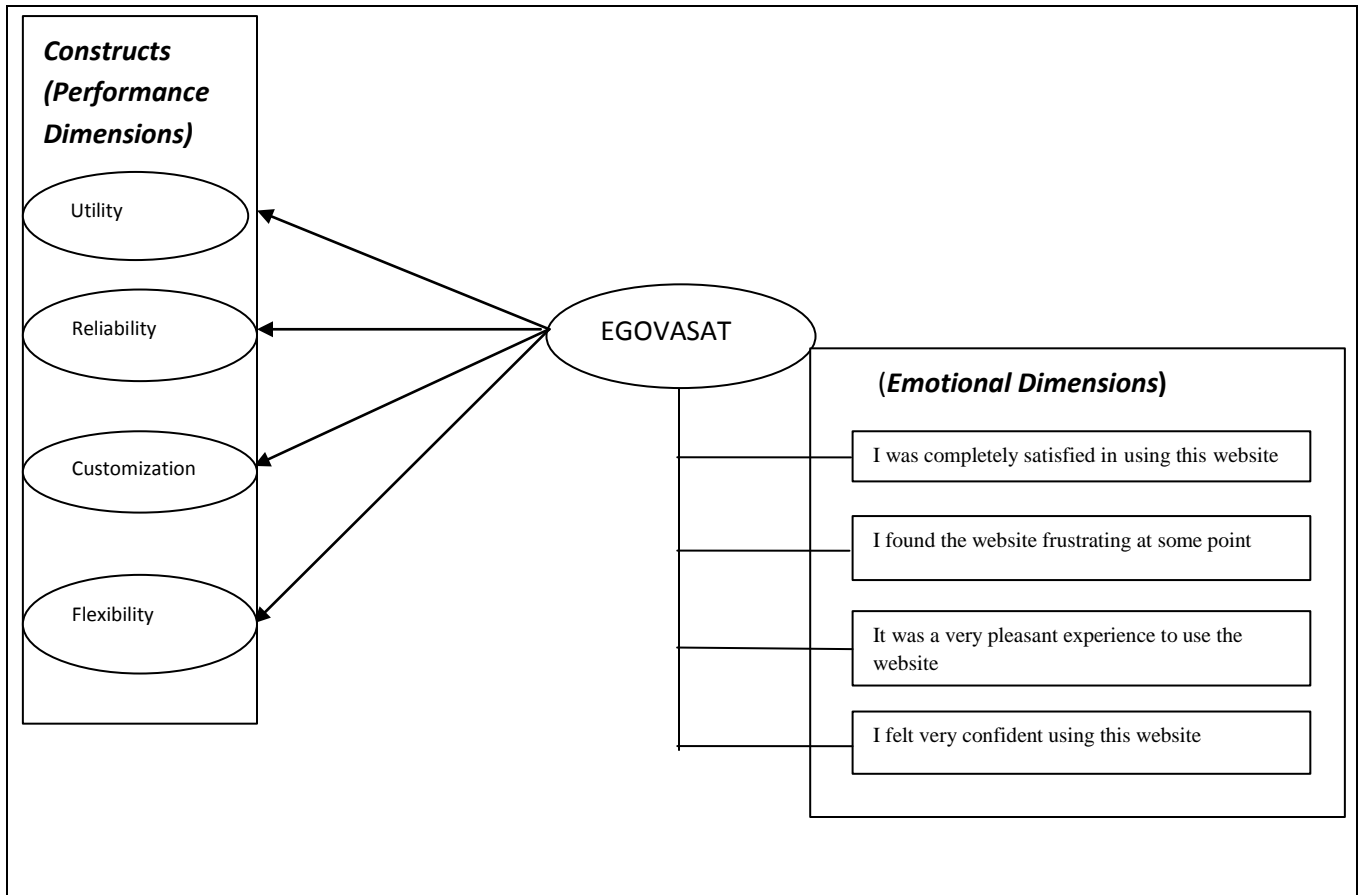 Constructs
(Performance
Dimensions)
Utility
Reliability
Customization
Flexibility
EGOVASAT
(Emotional Dimensions)
I was completely satisfied in using this website
I found the website frustrating at some point
It was a very pleasant experience to use the
website
I felt very confident using this website